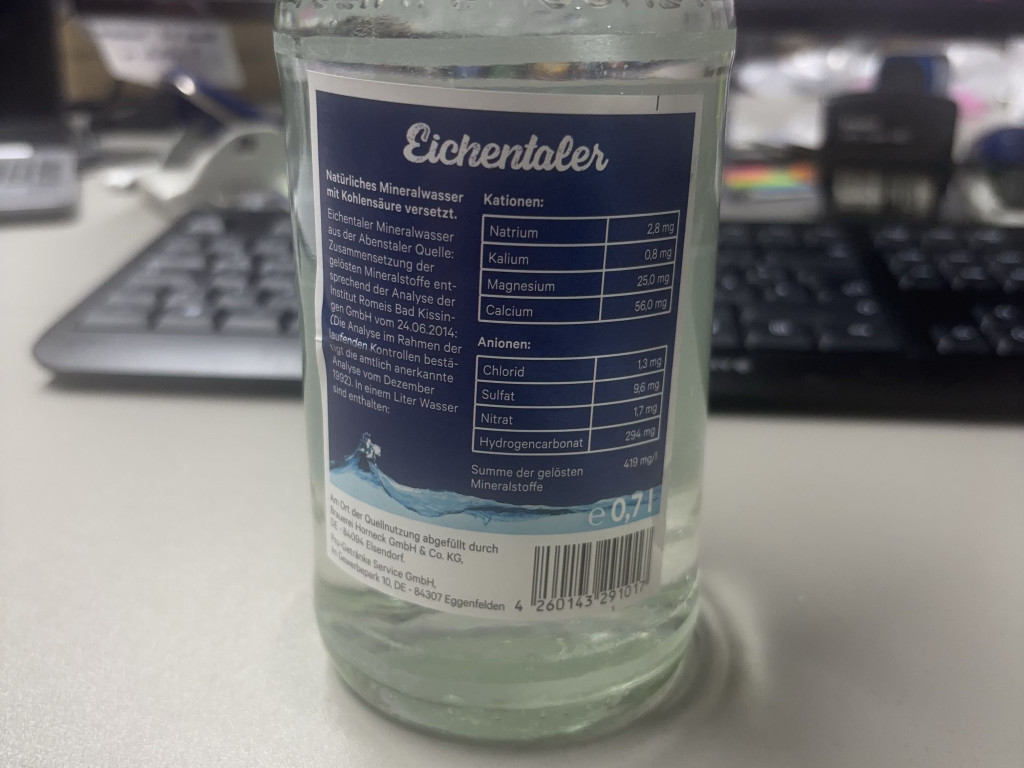 Eichentaler
Natürliches Mineralwasser
mit Kohlensäure versetzt.
Eichentaler Mineralwasser
aus der Abenstaler Quelle:
Zusammensetzung der
gelösten Mineralstoffe ent-
sprechend der Analyse der
Institut Romeis Bad Kissin-
gen GmbH vom 24.06.2014:
(Die Analyse im Rahmen der
laufenden Kontrollen bestä-
tigt die amtlich anerkannte
Analyse vom Dezember
1992). In einem Liter Wasser
sind enthalten:
Kationen:
Natrium 2,8 mg
Kalium 0,8 mg
Magnesium 25,0 mg
Calcium 56,0 mg
Anionen:
Chlorid 1,3 mg
Sulfat 9,6 mg
Nitrat 1,7 mg
Hydrogencarbonat 294 mg
Summe der gelösten 419 mg/l
Mineralstoffe
e 0,7 l
Am Ort der Quellnutzung abgefüllt durch
Brauerei Horneck GmbH & Co. KG,
DE - 84094 Elsendorf.
Getränke Service GmbH,
Im Gewerbepark 10, DE - 84307 Eggenfelden
4 260143 291017